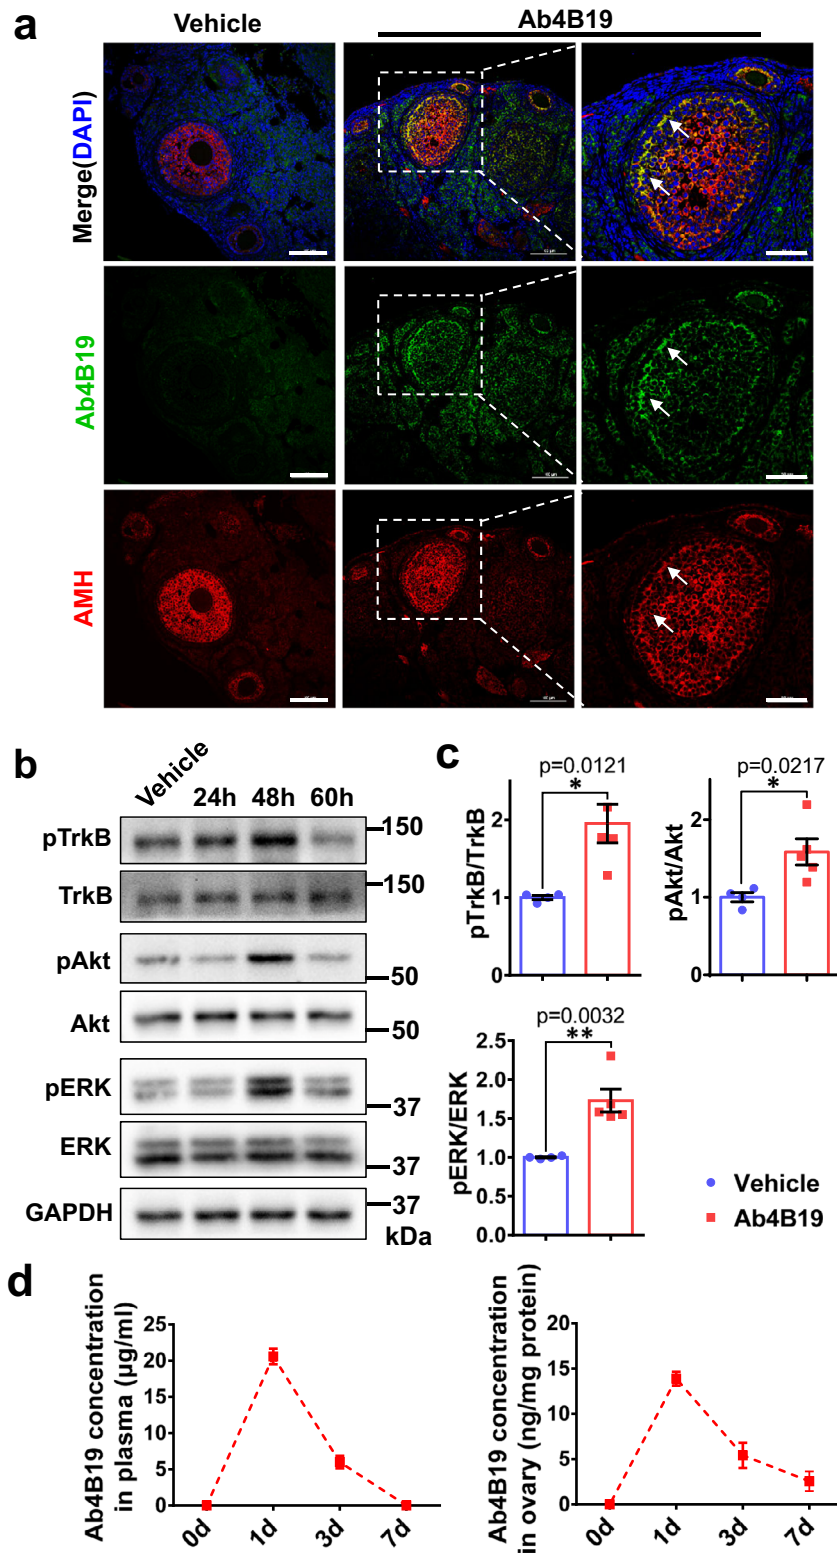 a
Vehicle
Ab4B19
Merge(DAPI)
Ab4B19
AMH
b
Vehicle 24h 48h 60h
pTrkB 150
TrkB 150
pAkt 50
Akt 50
pERK 37
ERK 37
GAPDH 37
kDa
c
p=0.0121
*
pTrkB/TrkB
2
1
0
p=0.0217
*
pAkt/Akt
2
1
0
p=0.0032
**
pERK/ERK
2.5
2.0
1.5
1.0
0.5
0.0
Vehicle
Ab4B19
d
Ab4B19 concentration
in plasma (µg/ml)
25
20
15
10
5
0
0d 1d 3d 7d
Ab4B19 concentration
in ovary (ng/mg protein)
20
15
10
5
0
0d 1d 3d 7d